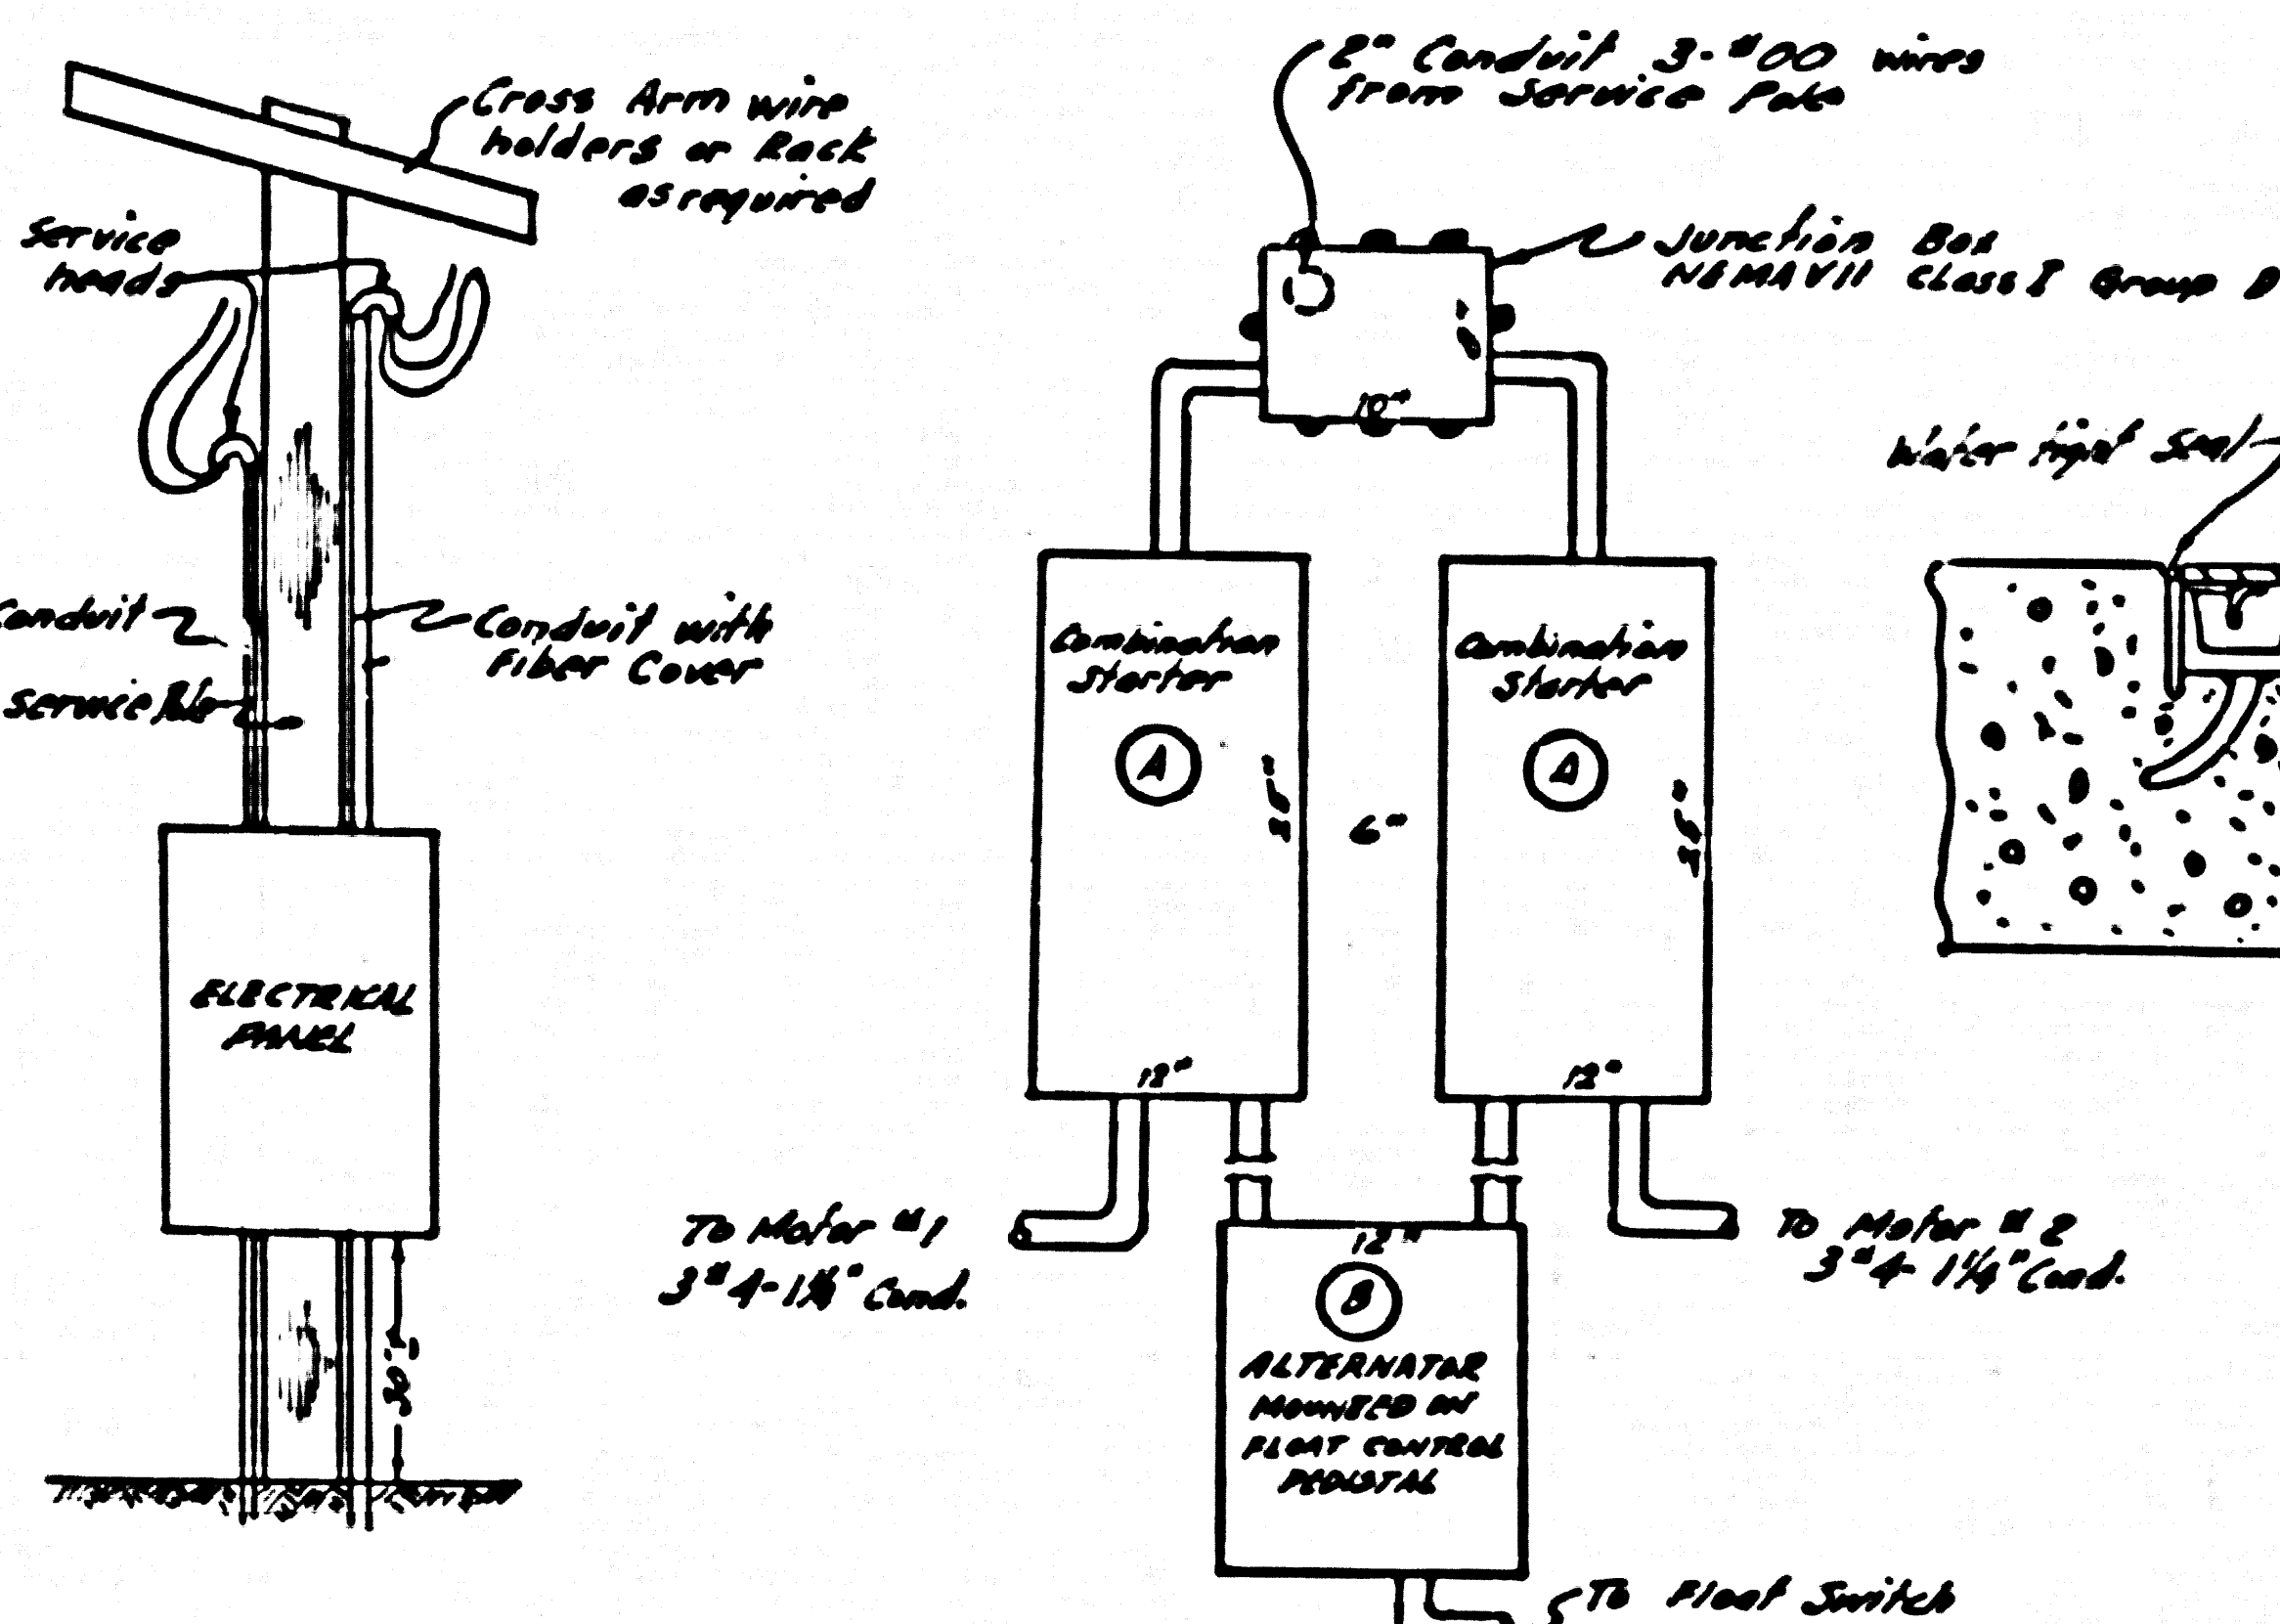 Cross Arm wire
holders or Rack
as required
Service
heads
Conduit
Service Pole
Conduit with
Fiber Cover
ELECTRICAL
PANEL
2" Conduit 3-#00 wires
from Service Pole
Junction Box
NEMA VII Class I Group D
10"
Combination
Starter
A
6"
12"
Combination
Starter
A
12"
To Motor #1
3#4-1¼" Cond.
To Motor #2
3#4-1¼" Cond.
12"
B
ALTERNATOR
MOUNTED ON
FLOAT CONTROL
PEDISTAL
To Float Switch
Water tight Seal